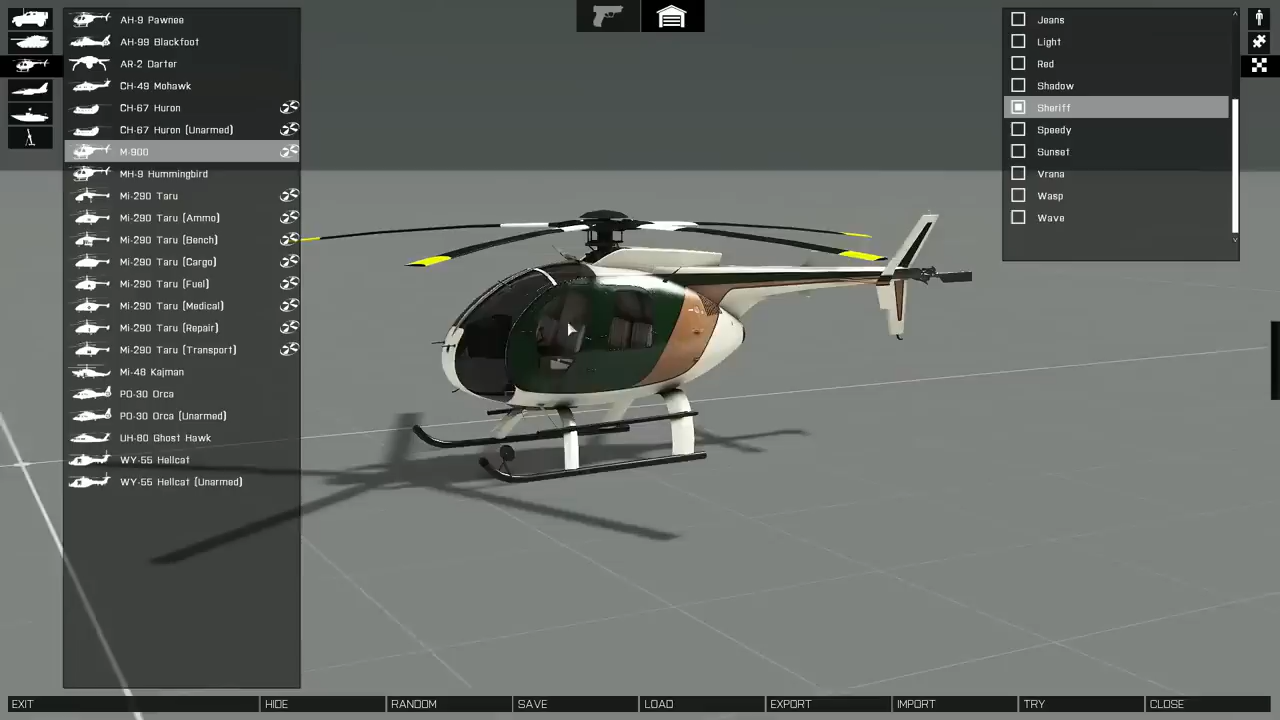 AH-9 Pawnee
AH-99 Blackfoot
AR-2 Darter
CH-49 Mohawk
CH-67 Huron
CH-67 Huron (Unarmed)
M-900
MH-9 Hummingbird
Mi-290 Taru
Mi-290 Taru (Ammo)
Mi-290 Taru (Bench)
Mi-290 Taru (Cargo)
Mi-290 Taru (Fuel)
Mi-290 Taru (Medical)
Mi-290 Taru (Repair)
Mi-290 Taru (Transport)
Mi-48 Kajman
PO-30 Orca
PO-30 Orca (Unarmed)
UH-80 Ghost Hawk
WY-55 Hellcat
WY-55 Hellcat (Unarmed)
Jeans
Light
Red
Shadow
Sheriff
Speedy
Sunset
Vrana
Wasp
Wave
EXIT HIDE RANDOM SAVE LOAD EXPORT IMPORT TRY CLOSE